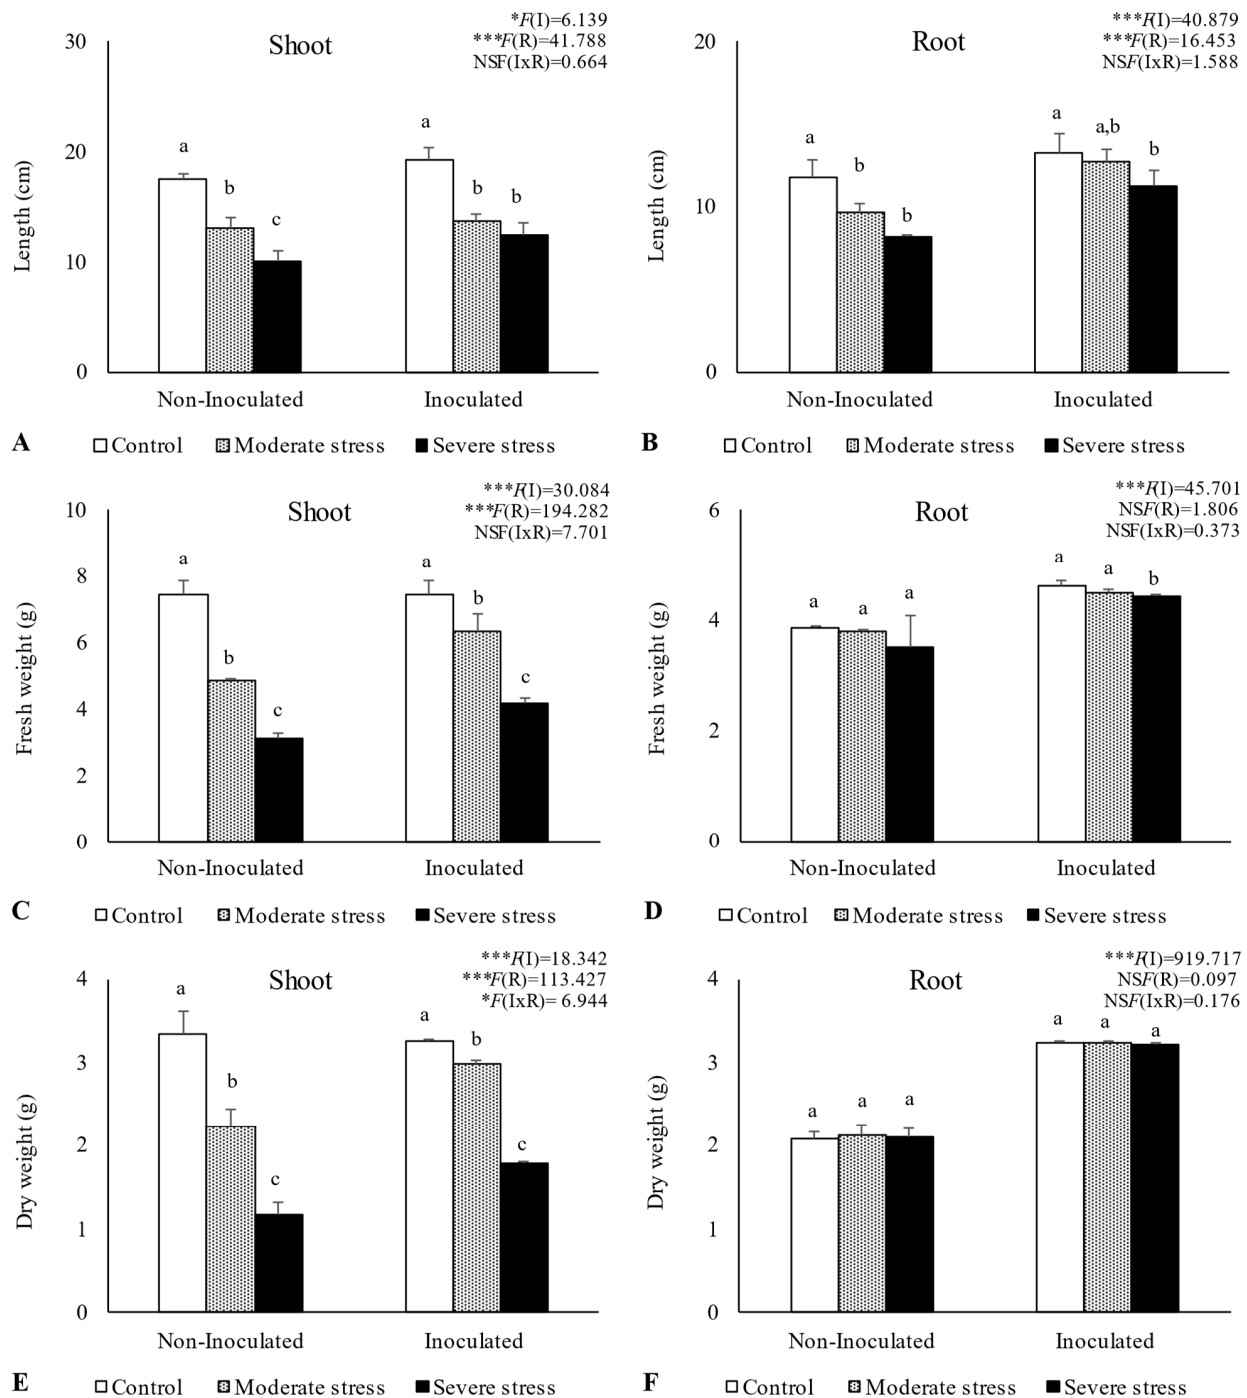 *F(I)=6.139
***F(R)=41.788
NSF(IxR)=0.664
Shoot
30
20
10
0
Length (cm)
a
b
c
a
b
b
Non-Inoculated
Inoculated
A
Control
Moderate stress
Severe stress
***F(I)=40.879
***F(R)=16.453
NSF(IxR)=1.588
Root
20
10
0
Length (cm)
a
b
b
a
a,b
b
Non-Inoculated
Inoculated
B
Control
Moderate stress
Severe stress
***F(I)=30.084
***F(R)=194.282
NSF(IxR)=7.701
Shoot
10
8
6
4
2
0
Fresh weight (g)
a
b
c
a
b
c
Non-Inoculated
Inoculated
C
Control
Moderate stress
Severe stress
***F(I)=45.701
NSF(R)=1.806
NSF(IxR)=0.373
Root
6
4
2
0
Fresh weight (g)
a
a
a
a
a
b
Non-Inoculated
Inoculated
D
Control
Moderate stress
Severe stress
***F(I)=18.342
***F(R)=113.427
*F(IxR)= 6.944
Shoot
4
3
2
1
0
Dry weight (g)
a
b
c
a
b
c
Non-Inoculated
Inoculated
E
Control
Moderate stress
Severe stress
***F(I)=919.717
NSF(R)=0.097
NSF(IxR)=0.176
Root
4
3
2
1
0
Dry weight (g)
a
a
a
a
a
a
Non-Inoculated
Inoculated
F
Control
Moderate stress
Severe stress